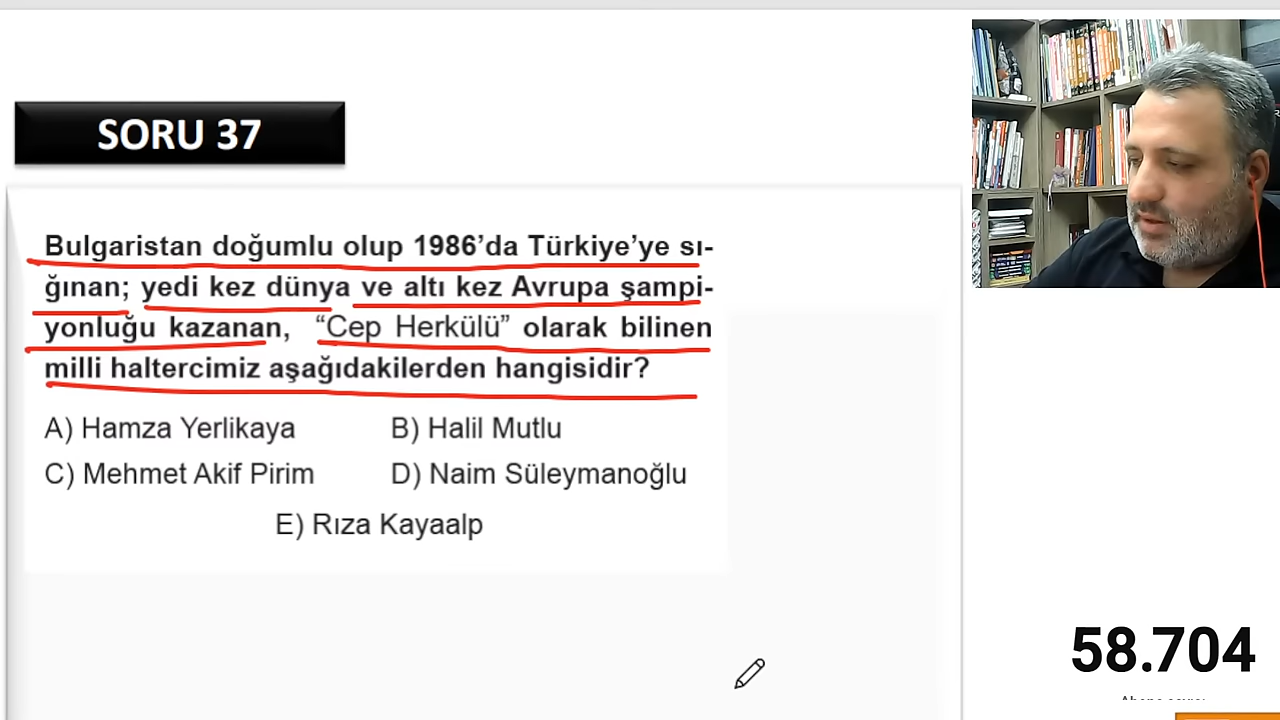 SORU 37
Bulgaristan doğumlu olup 1986’da Türkiye’ye sı-
ğınan; yedi kez dünya ve altı kez Avrupa şampi-
yonluğu kazanan, “Cep Herkülü” olarak bilinen
milli haltercimiz aşağıdakilerden hangisidir?
A) Hamza Yerlikaya B) Halil Mutlu
C) Mehmet Akif Pirim D) Naim Süleymanoğlu
E) Rıza Kayaalp
58.704